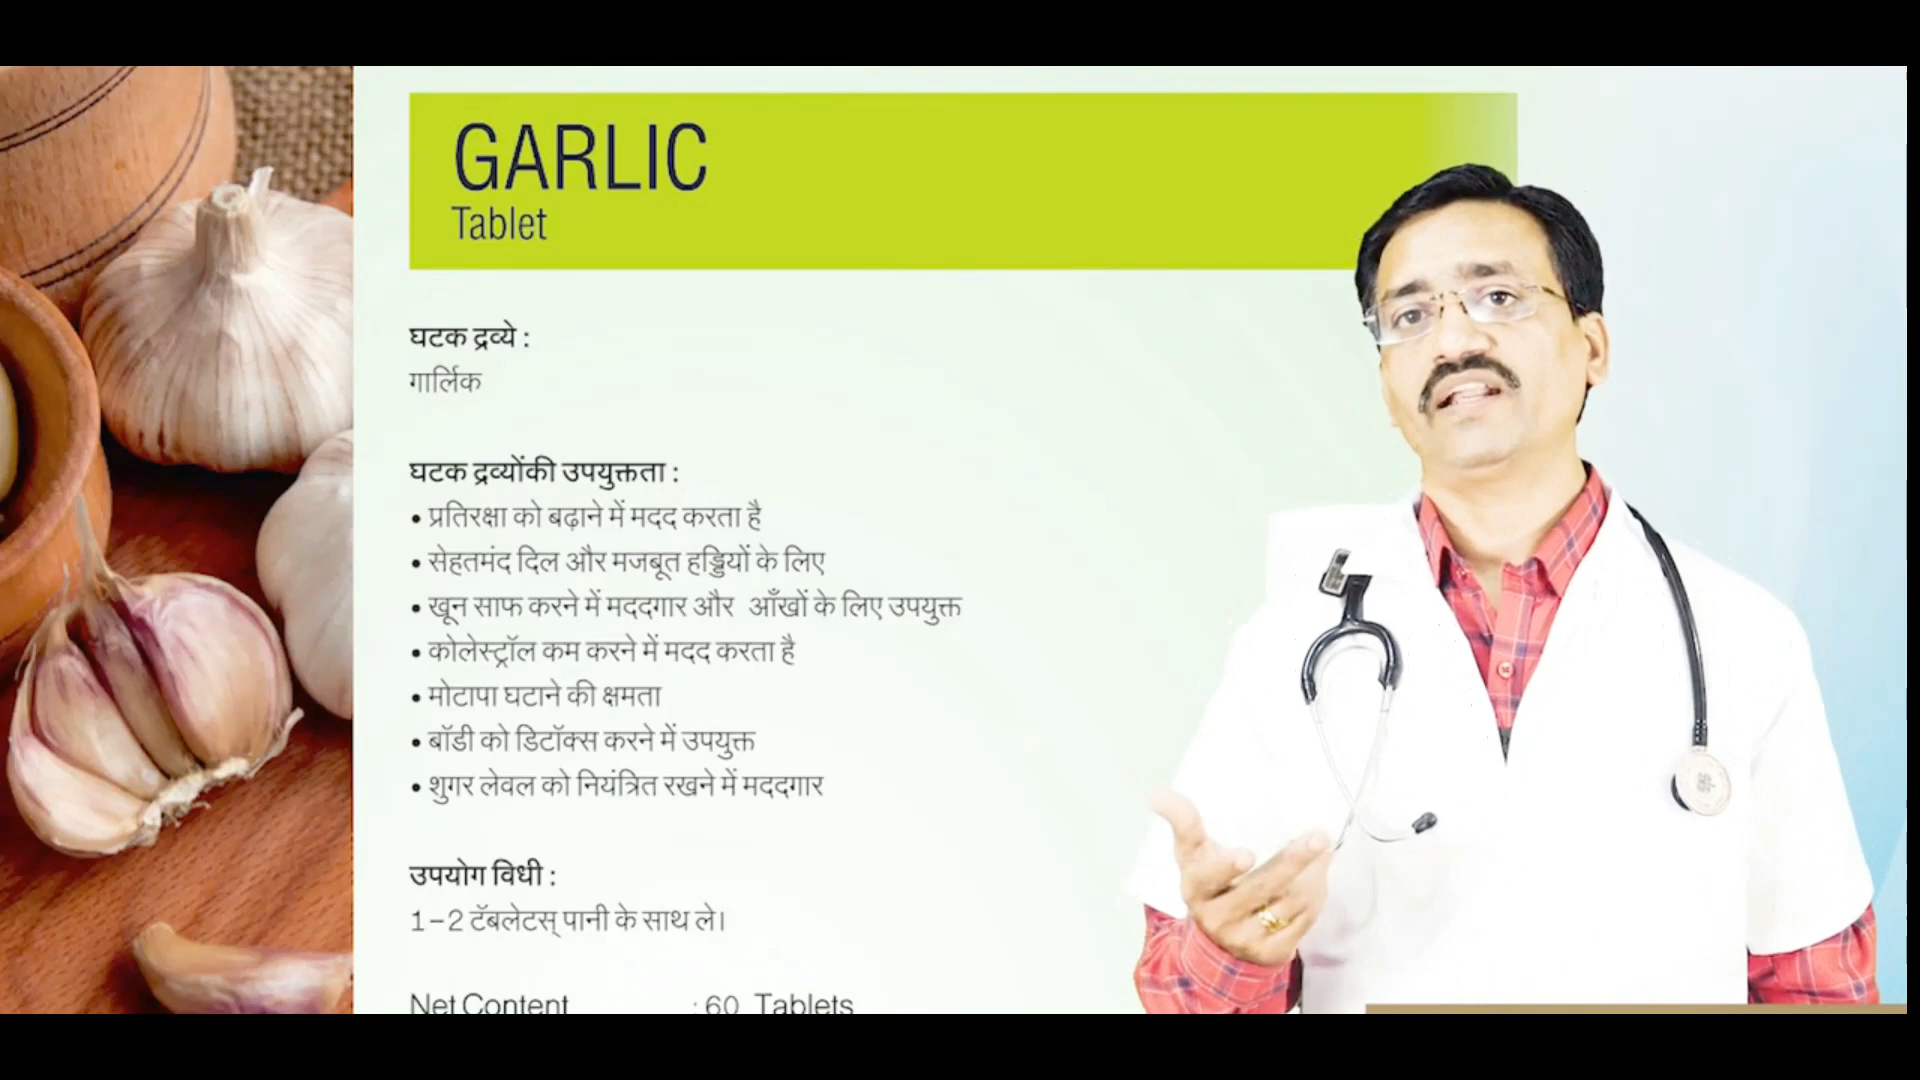 GARLIC
Tablet
घटक द्रव्ये :
गार्लिक
घटक द्रव्योंकी उपयुक्तता :
• प्रतिरक्षा को बढ़ाने में मदद करता है
• सेहतमंद दिल और मजबूत हड्डियों के लिए
• खून साफ करने में मददगार और आँखों के लिए उपयुक्त
• कोलेस्ट्रॉल कम करने में मदद करता है
• मोटापा घटाने की क्षमता
• बॉडी को डिटॉक्स करने में उपयुक्त
• शुगर लेवल को नियंत्रित रखने में मददगार
उपयोग विधी :
1-2 टॅबलेटस् पानी के साथ ले।
Net Content : 60 Tablets